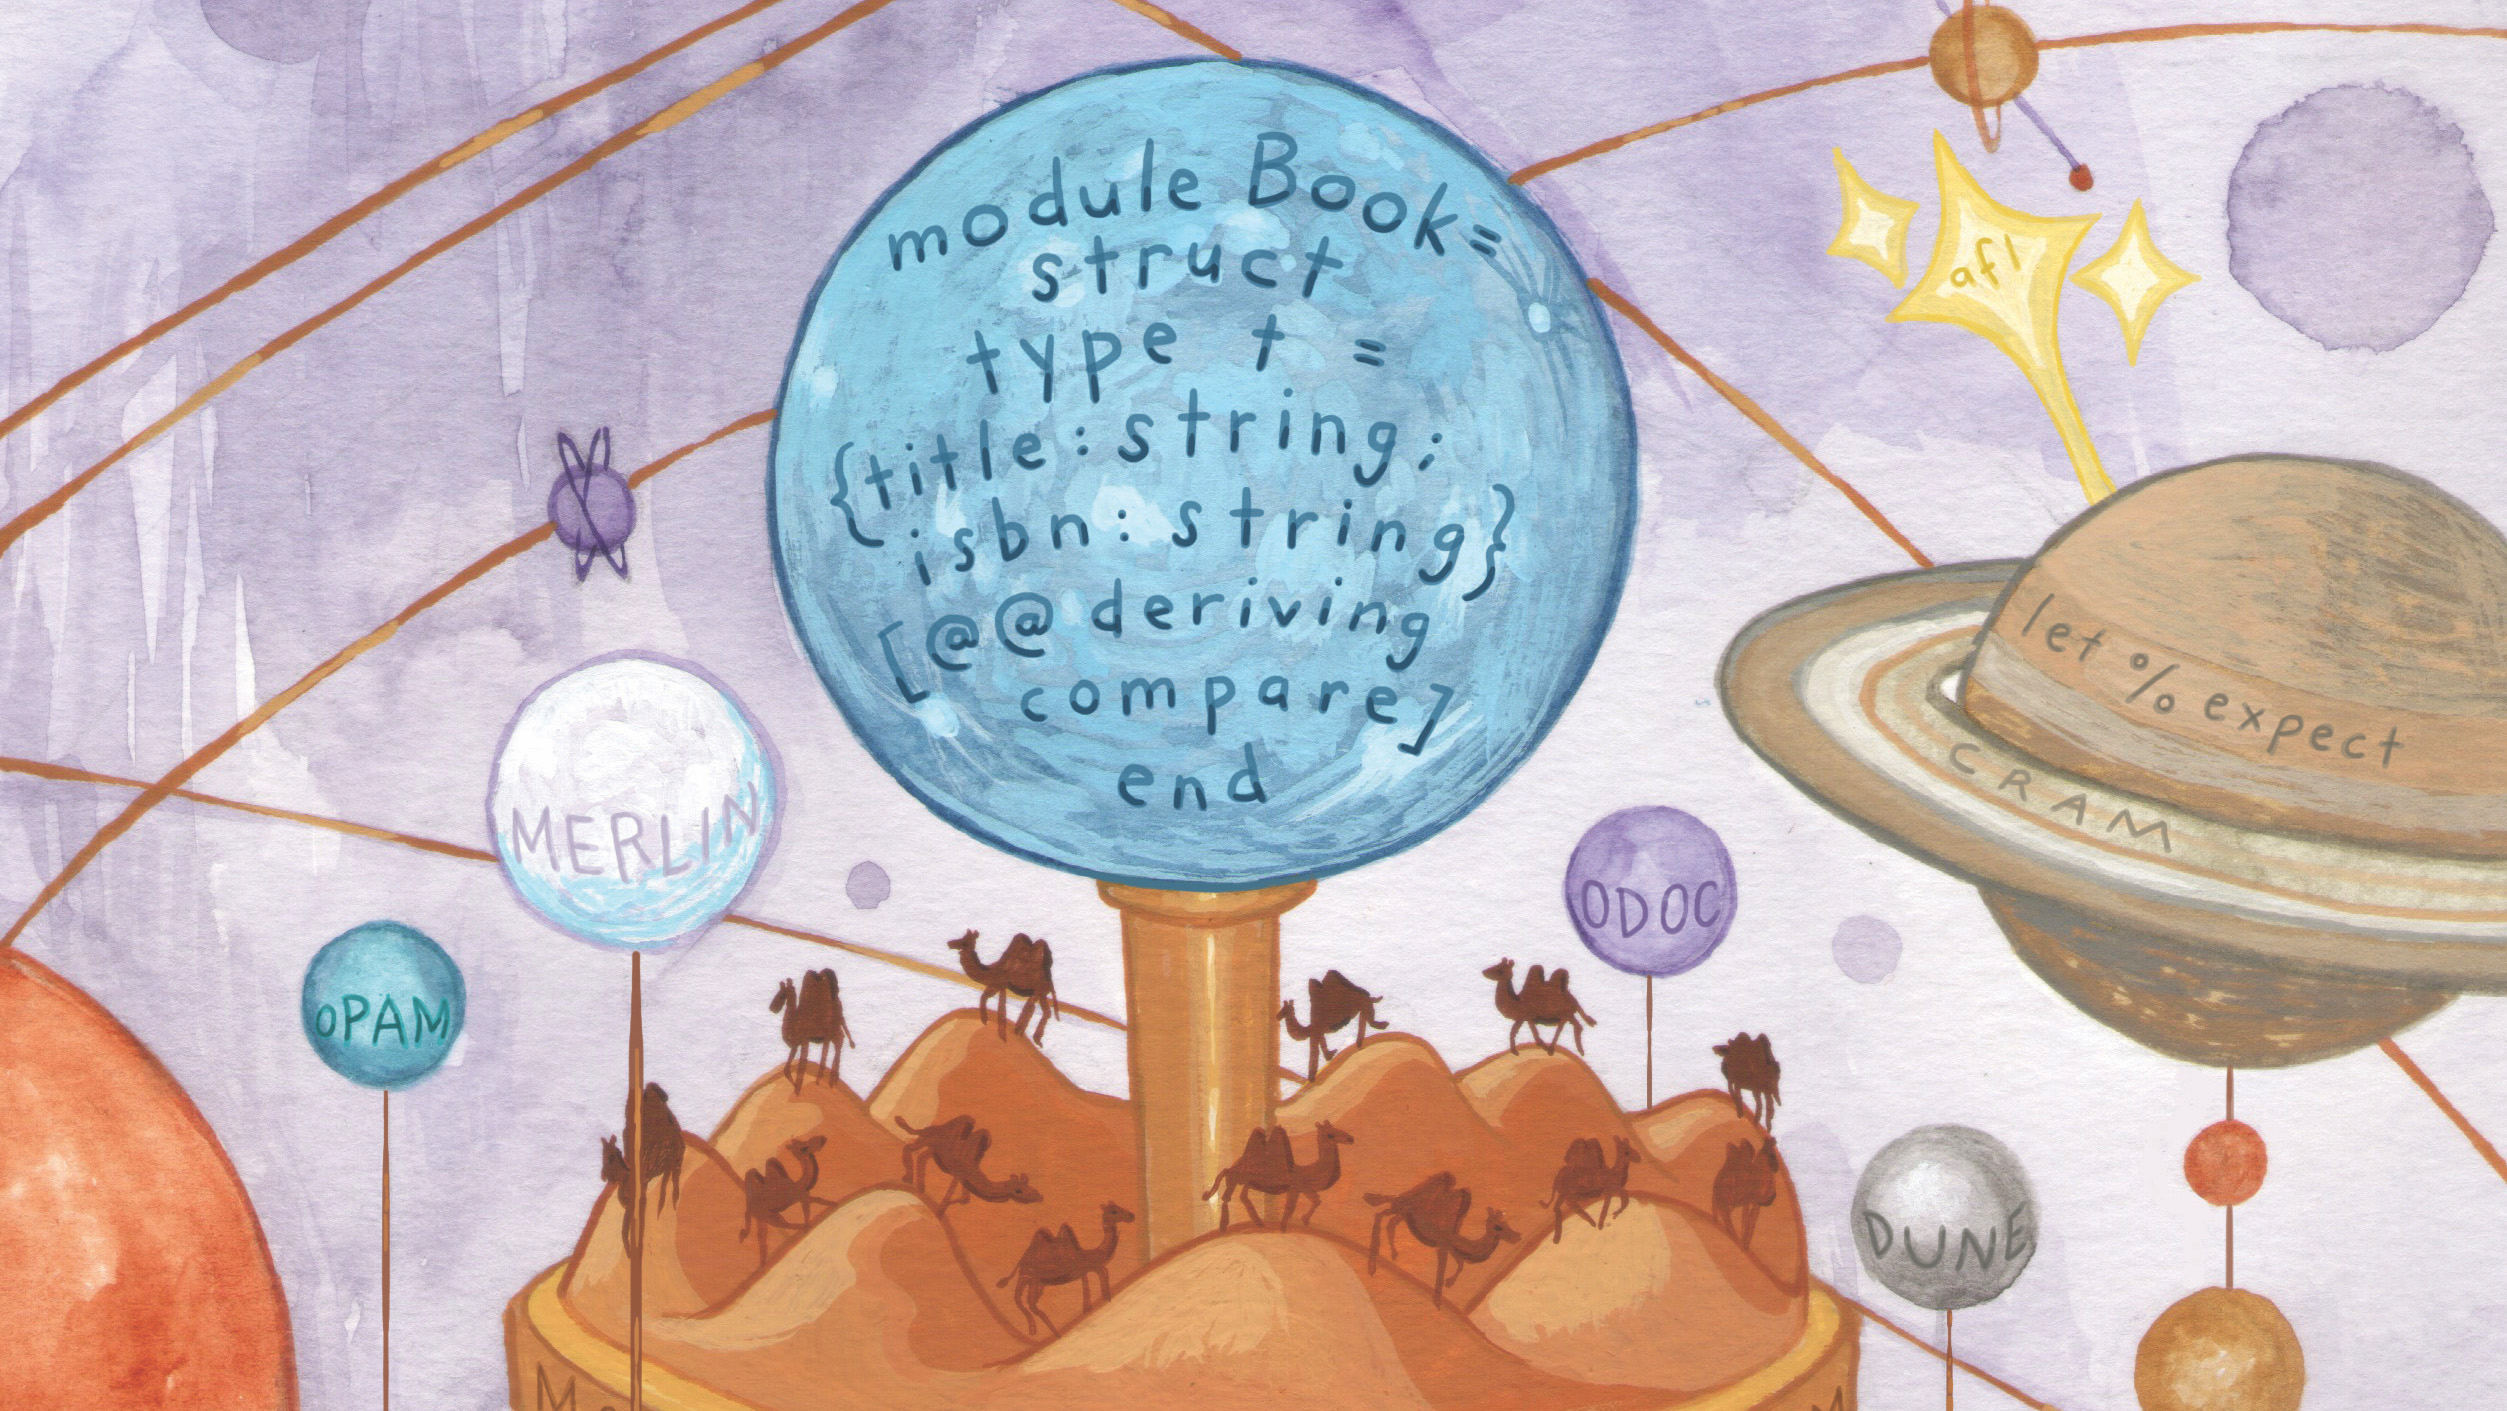 module Book =
struct
type t =
{title : string;
isbn : string}
[@@deriving
compare]
end
afl
let % expect
CRAM
MERLIN
OPAM
ODOC
DUNE